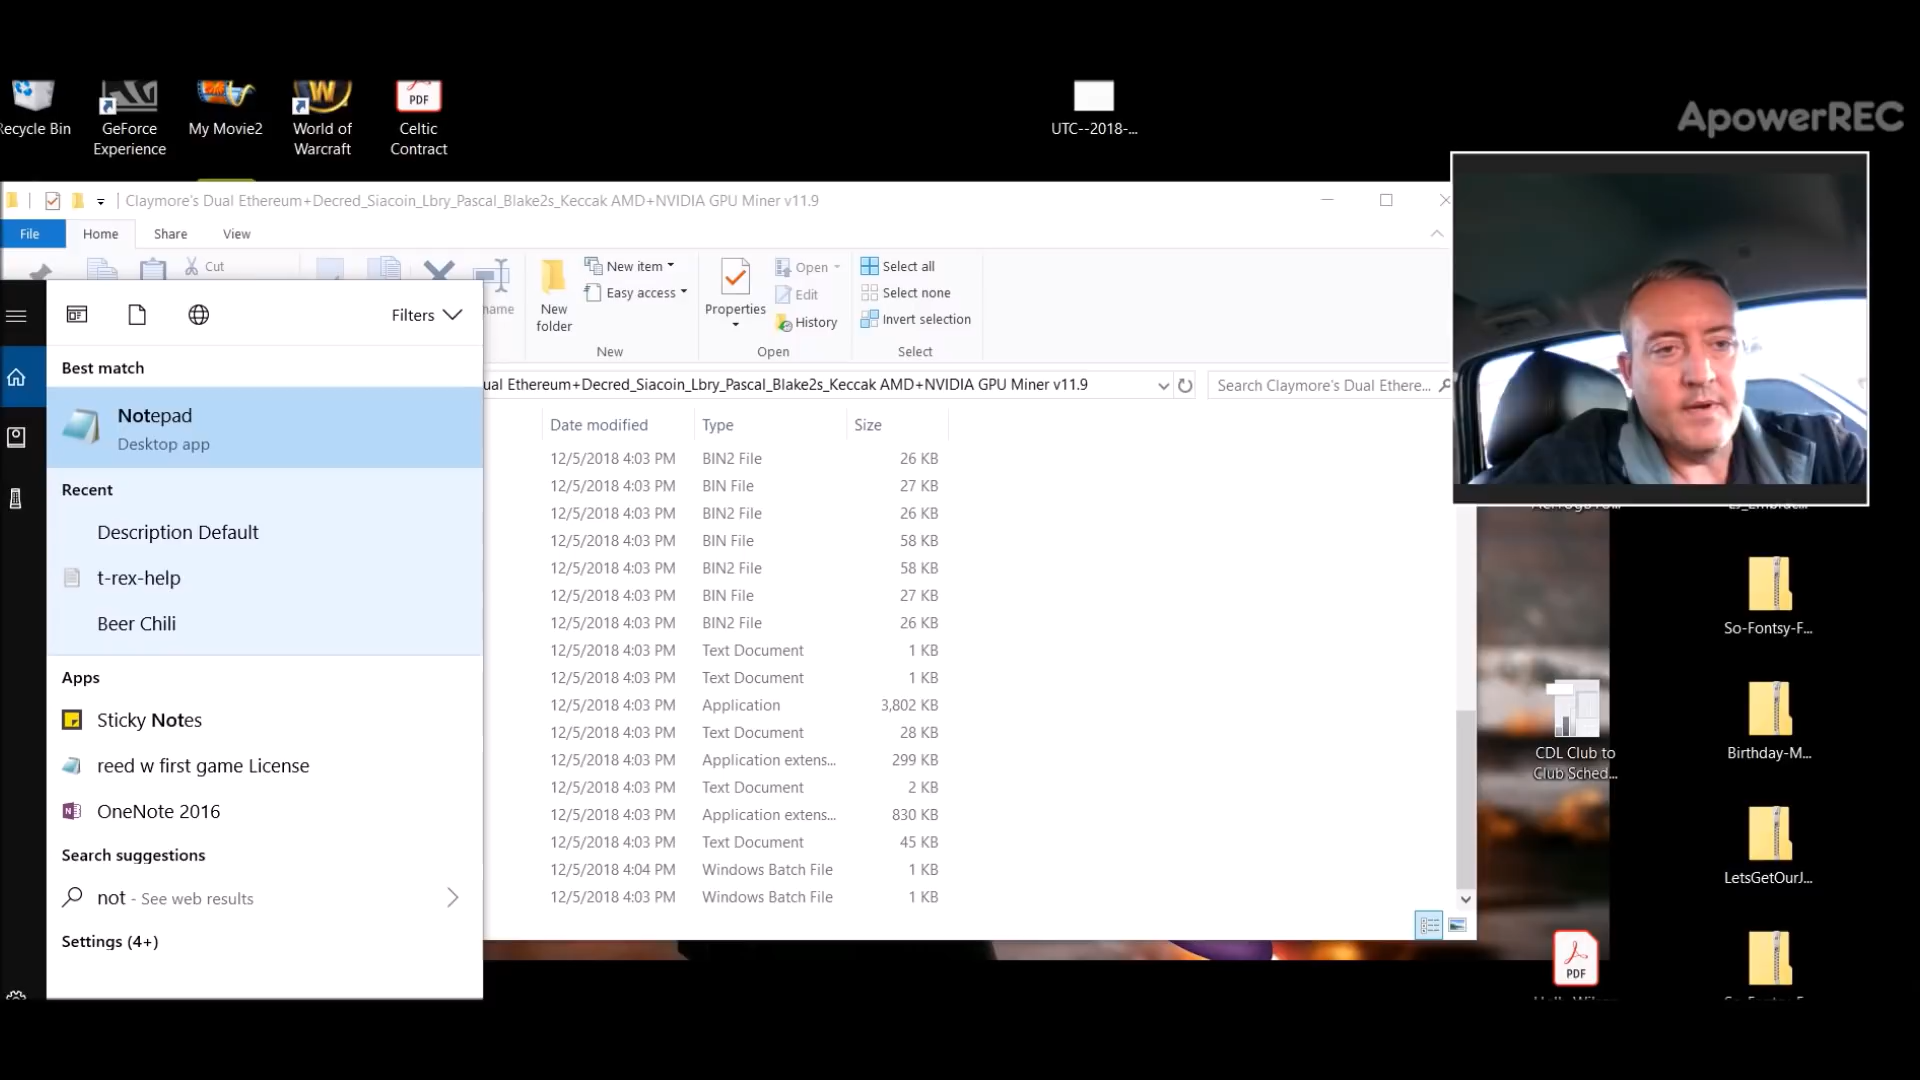 Recycle Bin
GeForce
Experience
My Movie2
World of
Warcraft
PDF
Celtic
Contract
UTC--2018-...
ApowerREC
Claymore's Dual Ethereum+Decred_Siacoin_Lbry_Pascal_Blake2s_Keccak AMD+NVIDIA GPU Miner v11.9
File
Home
Share
View
Cut
name
New
folder
New item
Easy access
New
Properties
Open
Edit
History
Open
Select all
Select none
Invert selection
Select
ual Ethereum+Decred_Siacoin_Lbry_Pascal_Blake2s_Keccak AMD+NVIDIA GPU Miner v11.9
Search Claymore's Dual Ethere...
Filters
Best match
Notepad
Desktop app
Recent
Description Default
t-rex-help
Beer Chili
Apps
Sticky Notes
reed w first game License
OneNote 2016
Search suggestions
not - See web results
Settings (4+)
Date modified Type Size
12/5/2018 4:03 PM BIN2 File 26 KB
12/5/2018 4:03 PM BIN File 27 KB
12/5/2018 4:03 PM BIN2 File 26 KB
12/5/2018 4:03 PM BIN File 58 KB
12/5/2018 4:03 PM BIN2 File 58 KB
12/5/2018 4:03 PM BIN File 27 KB
12/5/2018 4:03 PM BIN2 File 26 KB
12/5/2018 4:03 PM Text Document 1 KB
12/5/2018 4:03 PM Text Document 1 KB
12/5/2018 4:03 PM Application 3,802 KB
12/5/2018 4:03 PM Text Document 28 KB
12/5/2018 4:03 PM Application extens... 299 KB
12/5/2018 4:03 PM Text Document 2 KB
12/5/2018 4:03 PM Application extens... 830 KB
12/5/2018 4:03 PM Text Document 45 KB
12/5/2018 4:04 PM Windows Batch File 1 KB
12/5/2018 4:03 PM Windows Batch File 1 KB
So-Fontsy-F...
CDL Club to
Club Sched...
Birthday-M...
LetsGetOurJ...
PDF